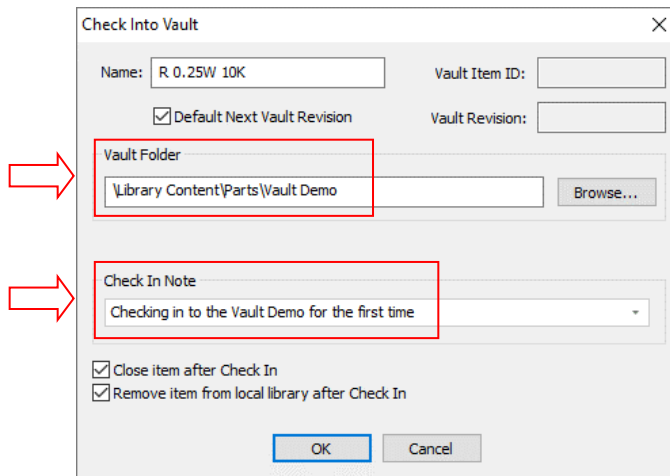 Check Into Vault
Name: R 0.25W 10K Vault Item ID:
Default Next Vault Revision Vault Revision:
Vault Folder
\Library Content\Parts\Vault Demo Browse...
Check In Note
Checking in to the Vault Demo for the first time
Close item after Check In
Remove item from local library after Check In
OK Cancel